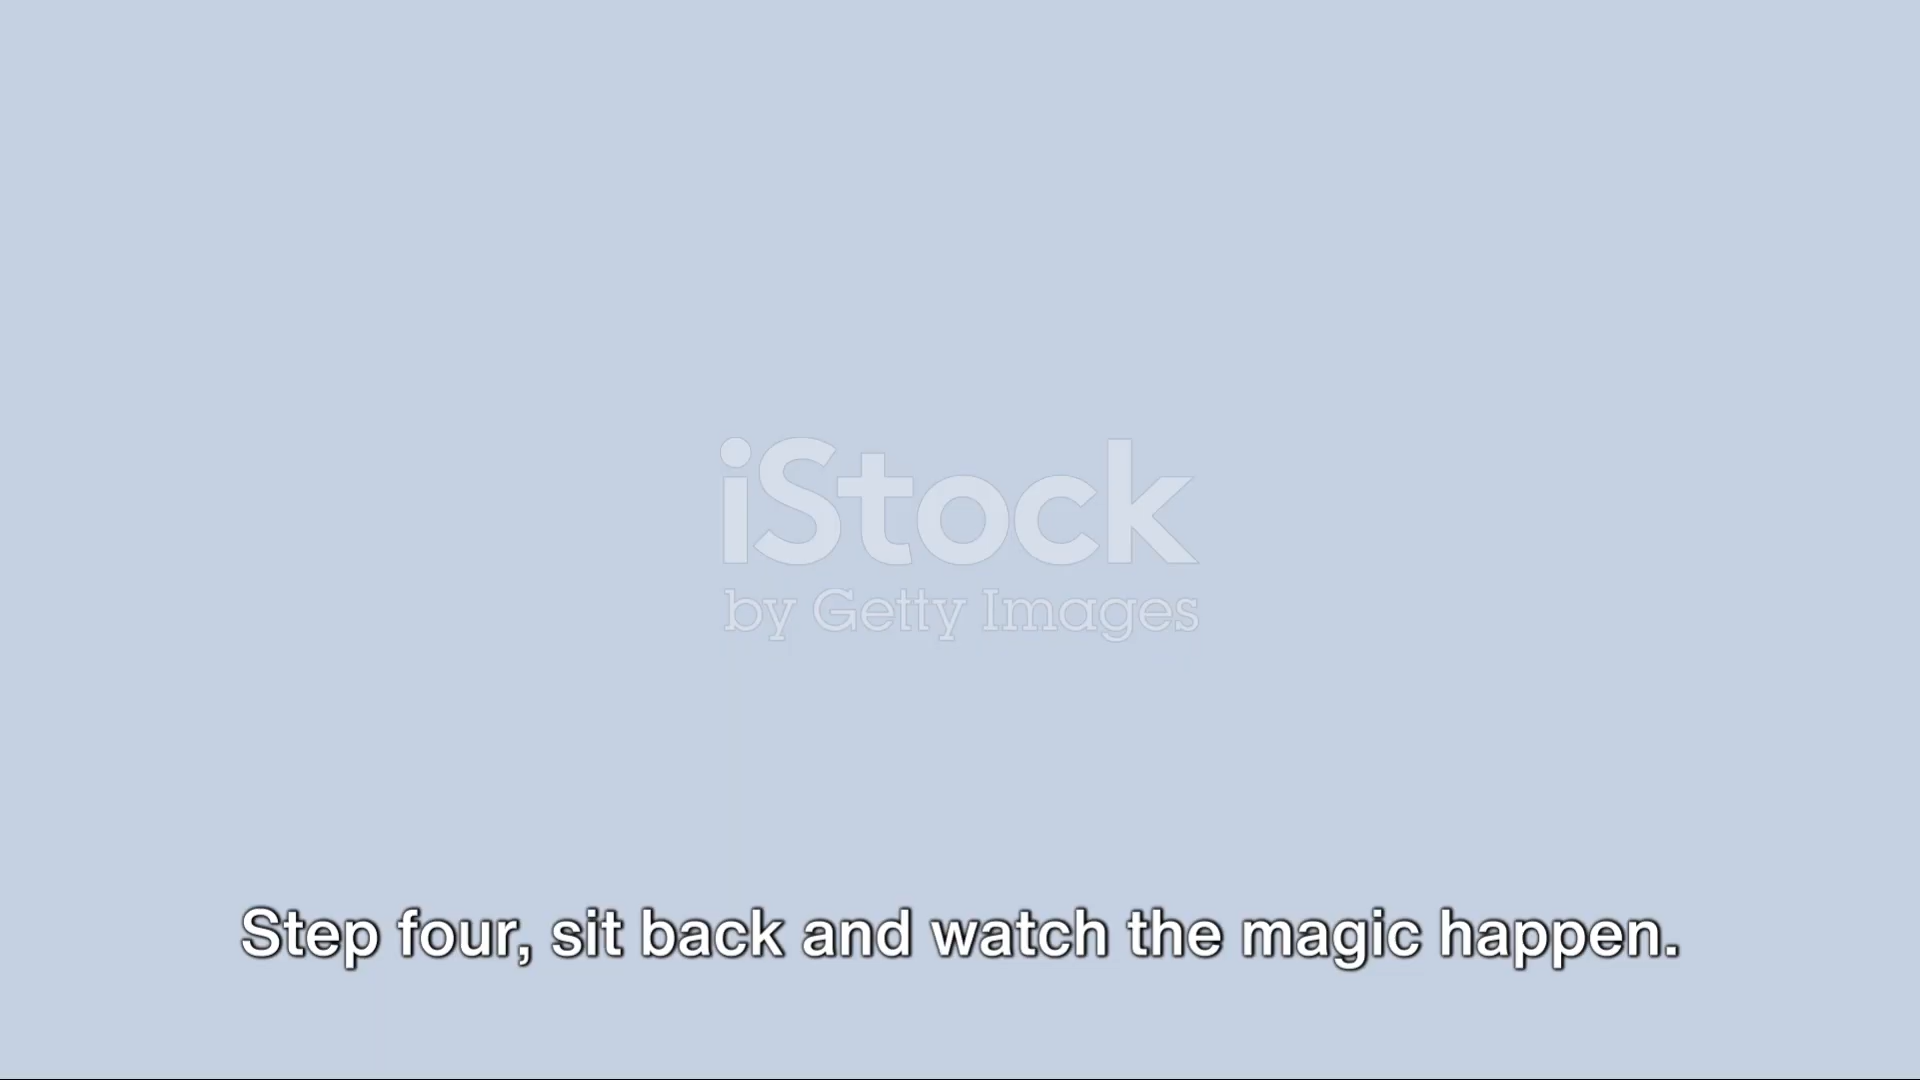 iStock
by Getty Images
Step four, sit back and watch the magic happen.